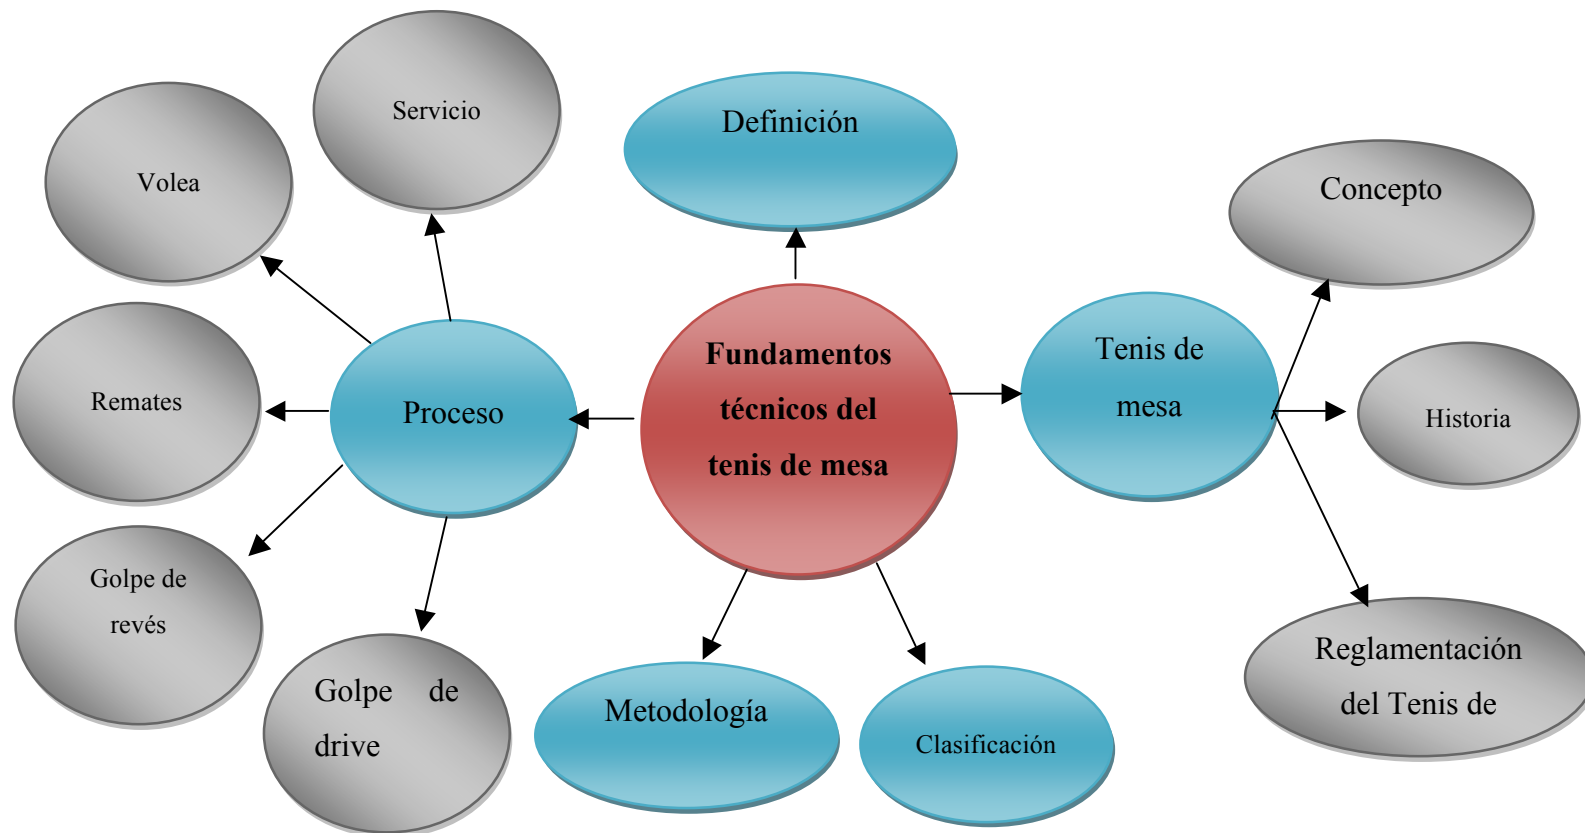 Servicio
Definición
Volea
Concepto
Fundamentos
técnicos del
tenis de mesa
Tenis de
mesa
Remates
Proceso
Historia
Golpe de
revés
Golpe de
drive
Metodología
Clasificación
Reglamentación
del Tenis de